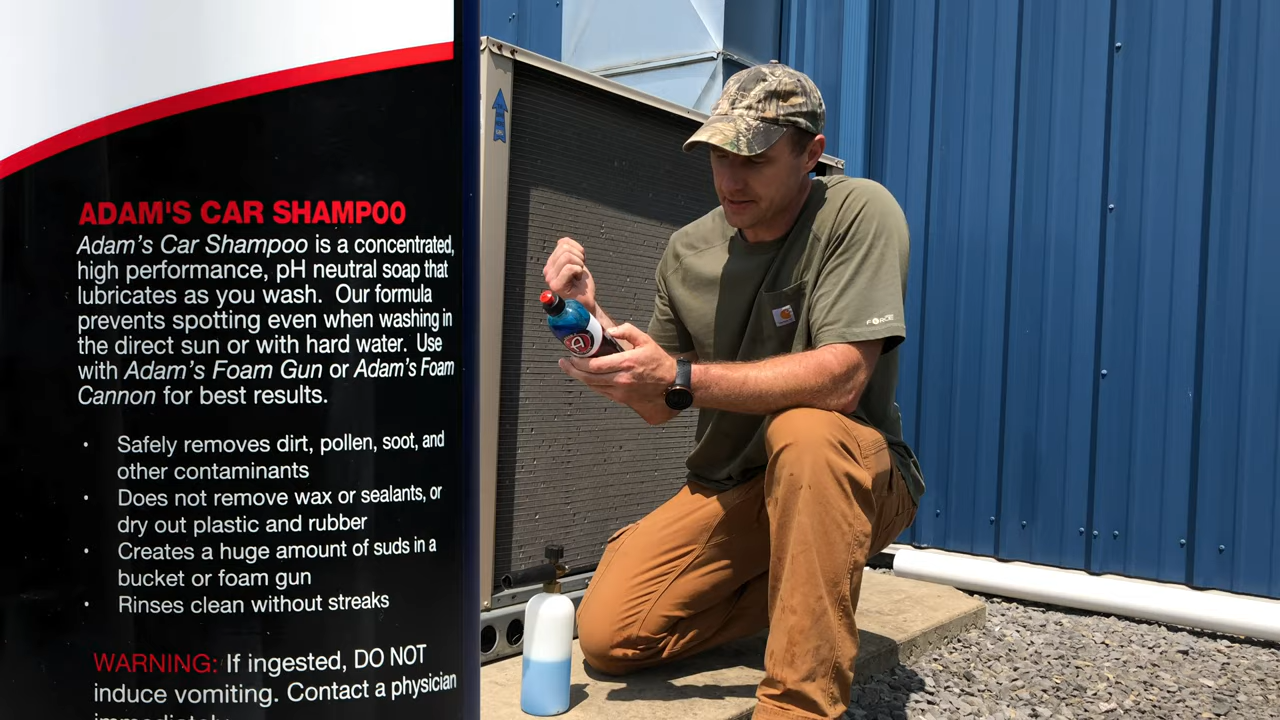 ADAM'S CAR SHAMPOO
Adam's Car Shampoo is a concentrated,
high performance, pH neutral soap that
lubricates as you wash. Our formula
prevents spotting even when washing in
the direct sun or with hard water. Use
with Adam's Foam Gun or Adam's Foam
Cannon for best results.
· Safely removes dirt, pollen, soot, and
other contaminants
· Does not remove wax or sealants, or
dry out plastic and rubber
· Creates a huge amount of suds in a
bucket or foam gun
· Rinses clean without streaks
WARNING: If ingested, DO NOT
induce vomiting. Contact a physician
immediately
A
FORCE